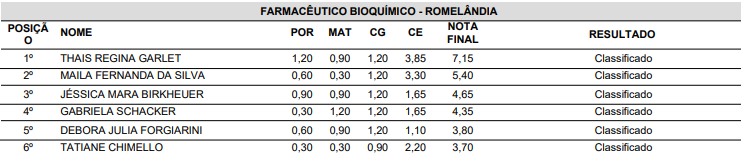 FARMACÊUTICO BIOQUÍMICO - ROMELÂNDIA
POSIÇÃO NOME POR MAT CG CE NOTA FINAL RESULTADO
1º THAIS REGINA GARLET 1,20 0,90 1,20 3,85 7,15 Classificado
2º MAILA FERNANDA DA SILVA 0,60 0,30 1,20 3,30 5,40 Classificado
3º JÉSSICA MARA BIRKHEUER 0,90 0,90 1,20 1,65 4,65 Classificado
4º GABRIELA SCHACKER 0,30 1,20 1,20 1,65 4,35 Classificado
5º DEBORA JULIA FORGIARINI 0,60 0,90 1,20 1,10 3,80 Classificado
6º TATIANE CHIMELLO 0,30 0,30 0,90 2,20 3,70 Classificado